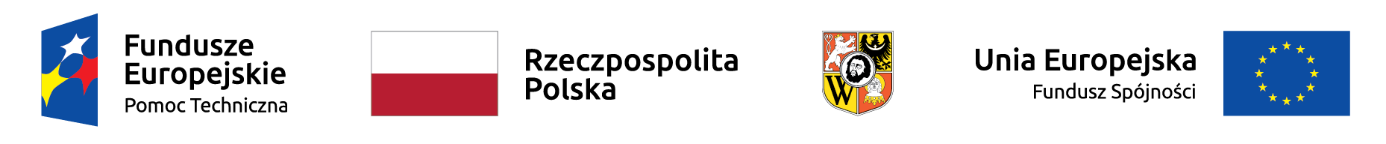 Fundusze
Europejskie
Pomoc Techniczna
Rzeczpospolita
Polska
W
Unia Europejska
Fundusz Spójności